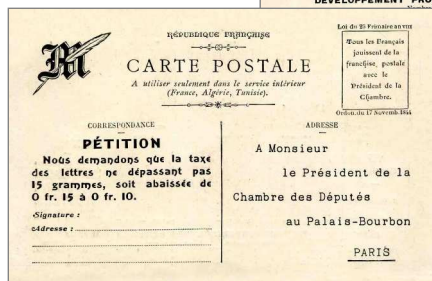 DÉVELOPPEMENT PRO
RÉPUBLIQUE FRANÇAISE
CARTE POSTALE
A utiliser seulement dans le service intérieur
(France, Algérie, Tunisie).
Loi du 25 Frimaire an VIII
Tous les Français
jouissent de la
franchise, postale
avec le
Président de la
Chambre.
Ordon. du 17 Novemb. 1844
CORRESPONDANCE
PÉTITION
Nous demandons que la taxe
des lettres ne dépassant pas
15 grammes, soit abaissée de
0 fr. 15 à 0 fr. 10.
Signature :
Adresse :
ADRESSE
A Monsieur
le Président de la
Chambre des Députés
au Palais-Bourbon
PARIS